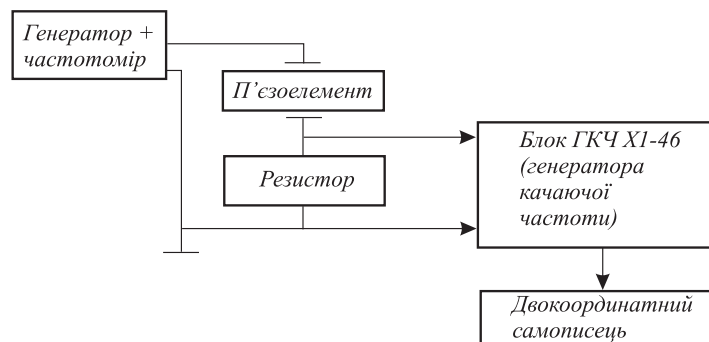 Генератор +
частотомір
П’єзоелемент
Резистор
Блок ГКЧ Х1-46
(генератора
качаючої
частоти)
Двокоординатний
самописець